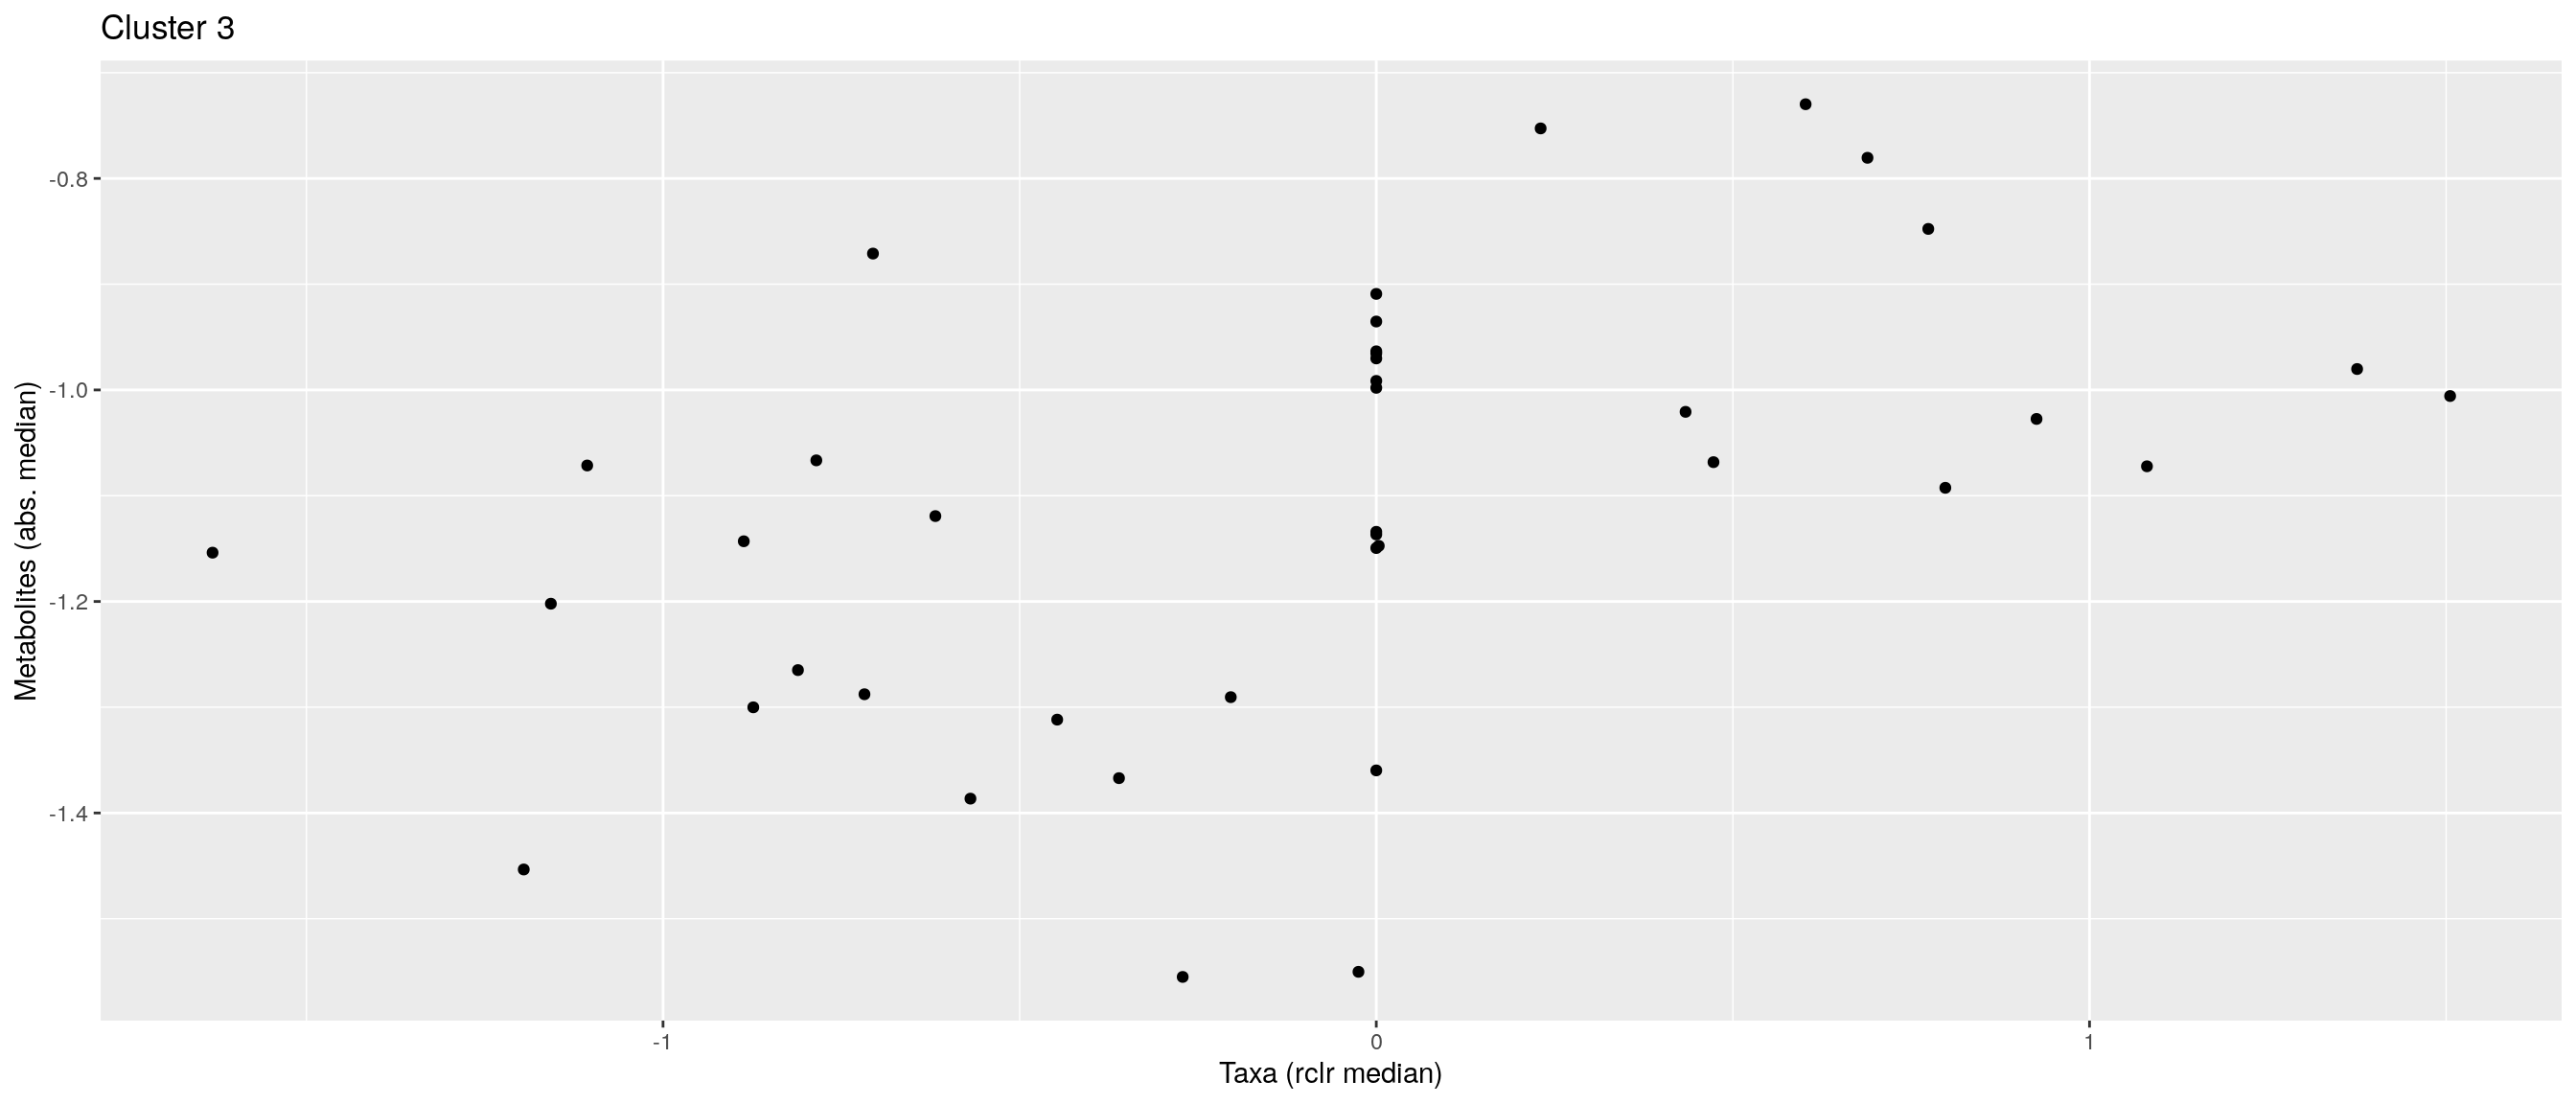 Cluster 3
Metabolites (abs. median)
-0.8
-1.0
-1.2
-1.4
-1
0
1
Taxa (rclr median)